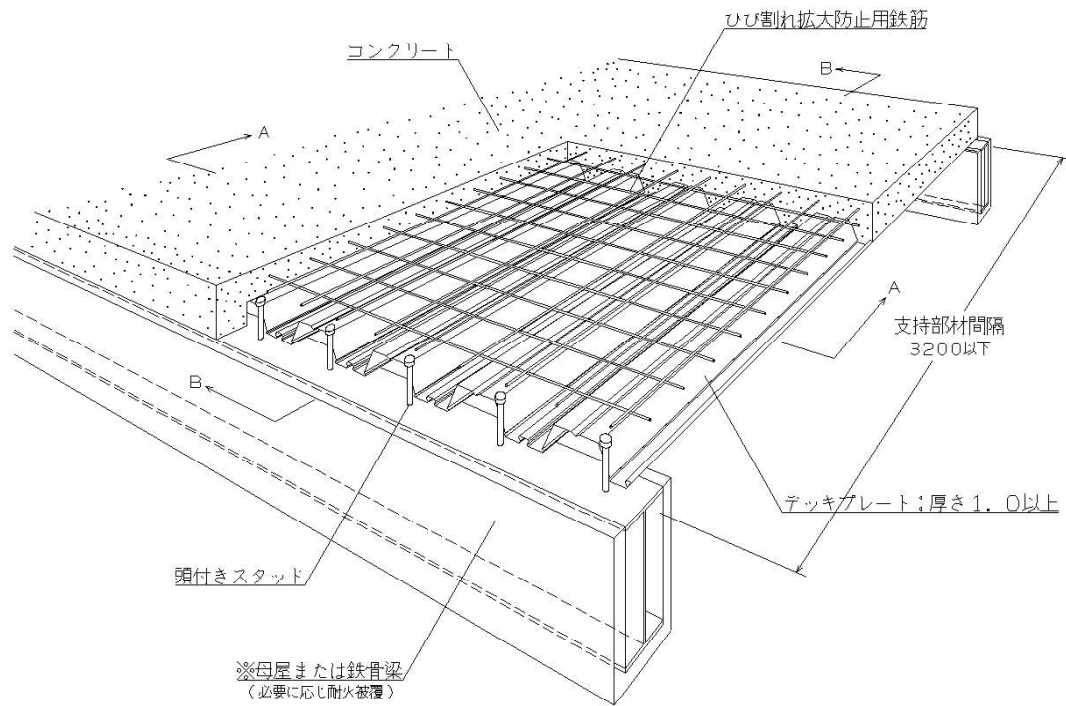 ひび割れ拡大防止用鉄筋
コンクリート
B
A
A
支持部材間隔
3200以下
B
デッキプレート:厚さ1.0以上
頭付きスタッド
※母屋または鉄骨梁
(必要に応じ耐火被覆)